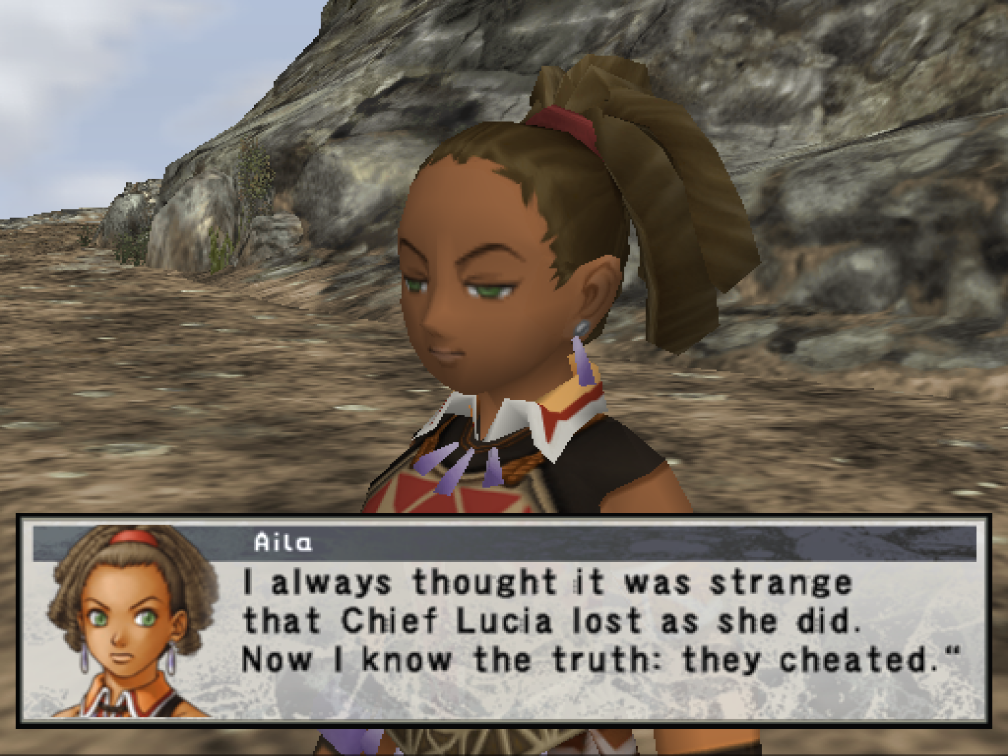 Aila
I always thought it was strange
that Chief Lucia lost as she did.
Now I know the truth: they cheated.“